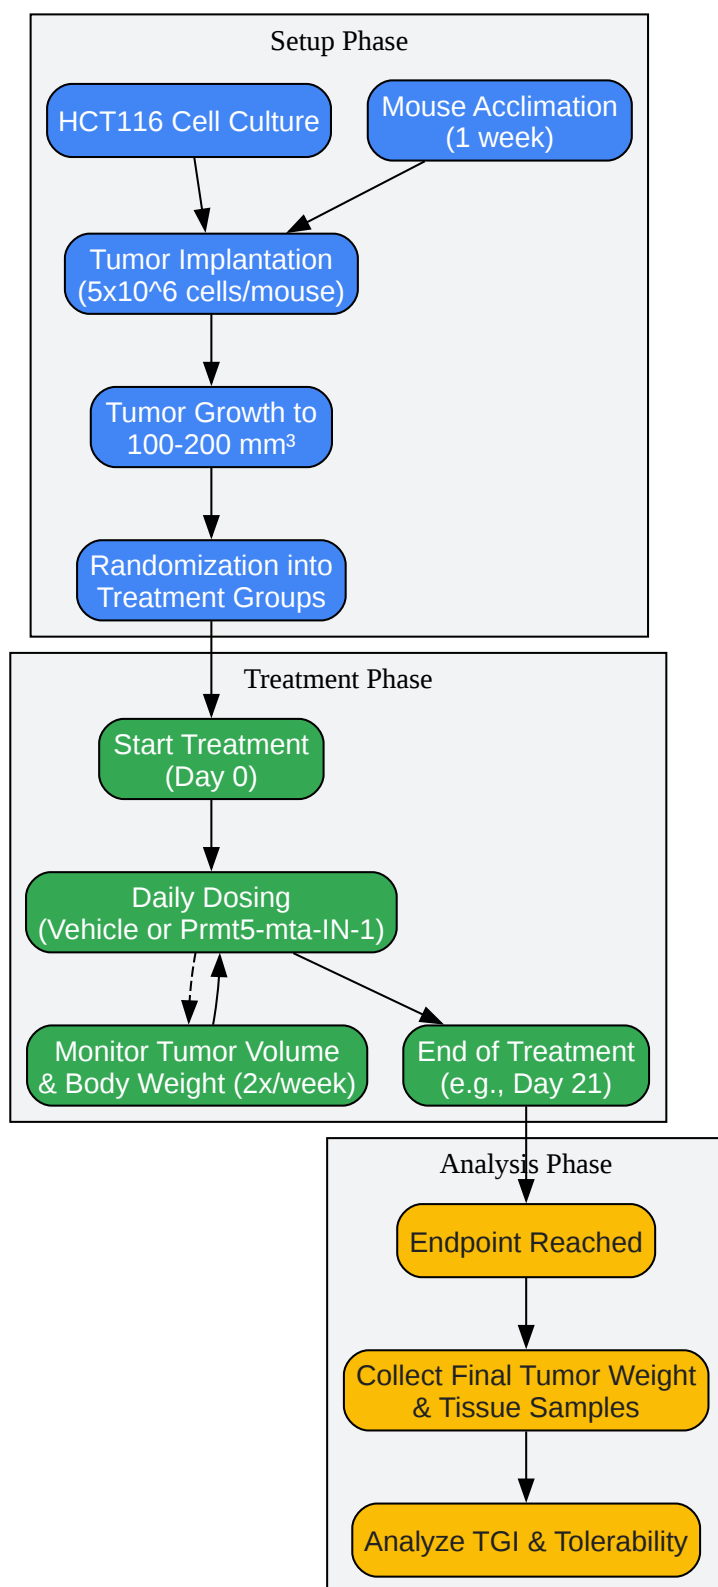 Setup Phase
HCT116 Cell Culture
Mouse Acclimation
(1 week)
Tumor Implantation
(5x10^6 cells/mouse)
Tumor Growth to
100-200 mm³
Randomization into
Treatment Groups
Treatment Phase
Start Treatment
(Day 0)
Daily Dosing
(Vehicle or Prmt5-mta-IN-1)
Monitor Tumor Volume
& Body Weight (2x/week)
End of Treatment
(e.g., Day 21)
Analysis Phase
Endpoint Reached
Collect Final Tumor Weight
& Tissue Samples
Analyze TGI & Tolerability